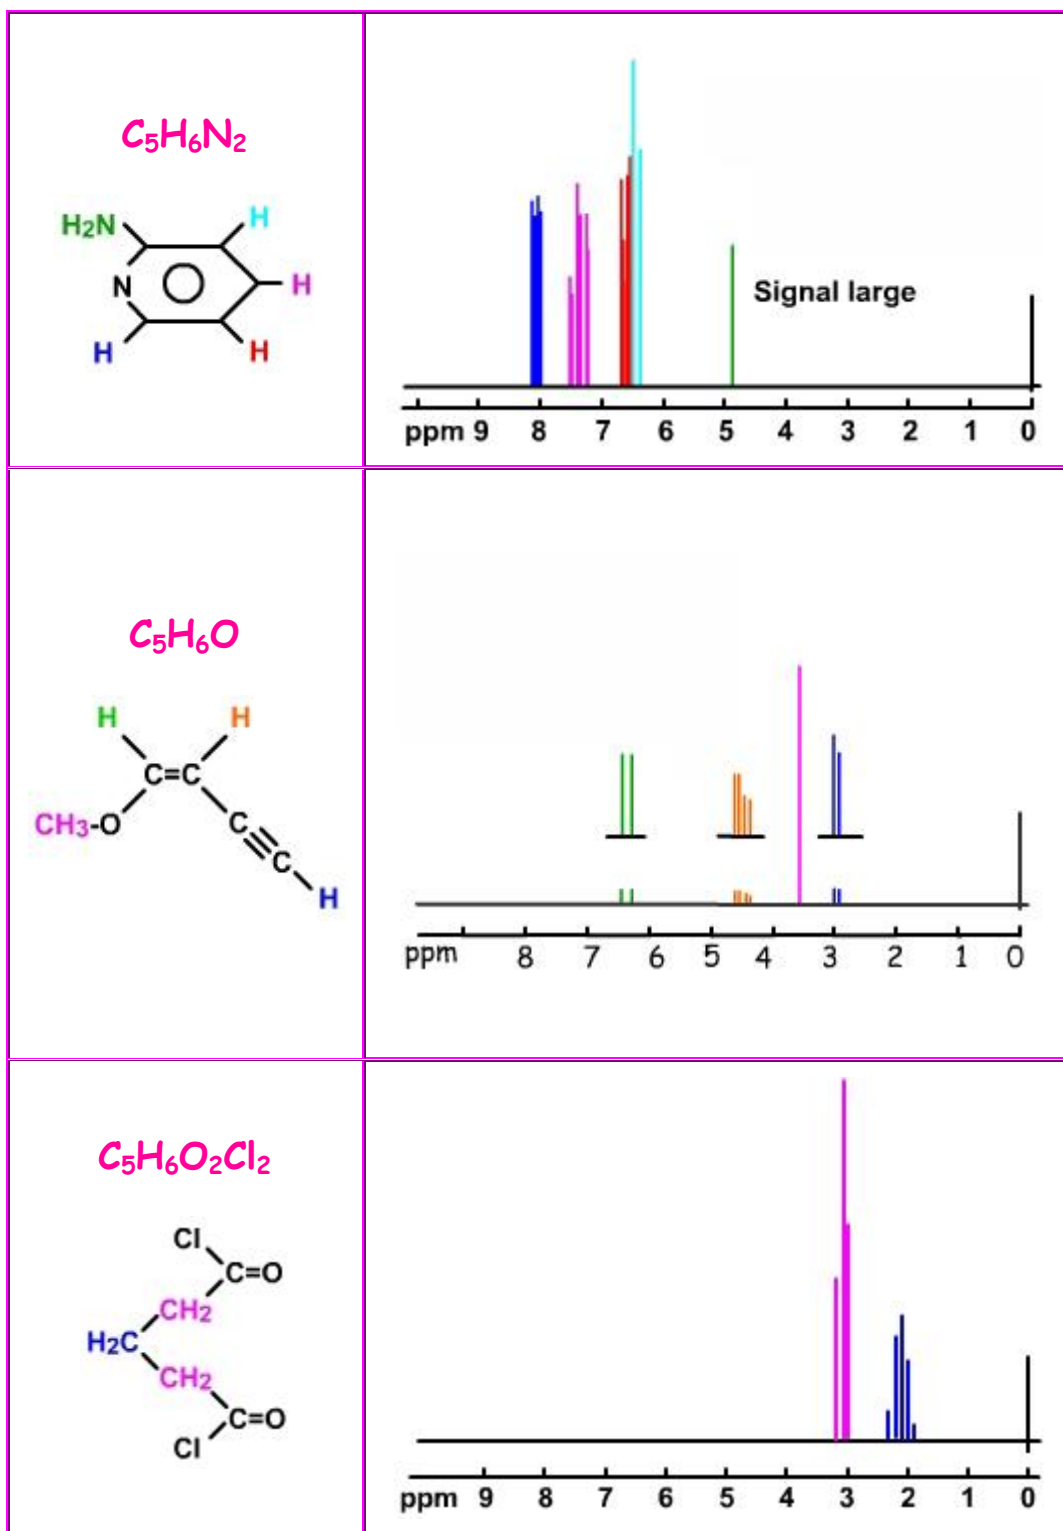 C₅H₆N₂
H₂N
H
N
H
H
H
Signal large
ppm 9 8 7 6 5 4 3 2 1 0
C₅H₆O
H H
C=C
CH3-O C
C
H
ppm 8 7 6 5 4 3 2 1 0
C₅H₆O₂Cl₂
Cl
C=O
CH2
H2C
CH2
C=O
Cl
ppm 9 8 7 6 5 4 3 2 1 0